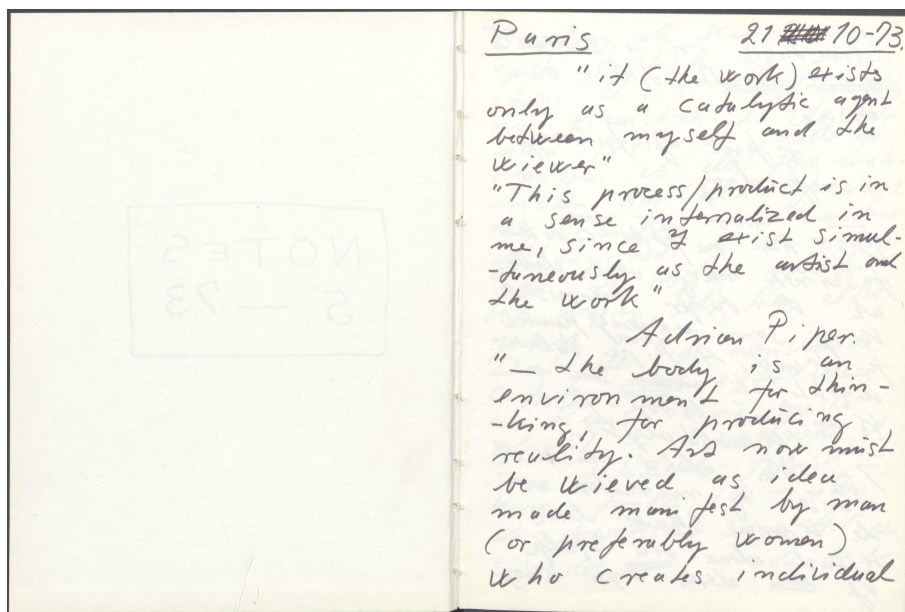 NOTES
5 — 73
Paris 21 10-73.
"it (the work) exists
only as a catalytic agent
between myself and the
wiewer"
"This process/product is in
a sense internalized in
me, since I exist simul-
-taneously as the artist and
the work"
Adrian Piper.
"— the body is an
environment for thin-
-king, for producing
reality. Art now must
be wieved as idea
made manifest by man
(or preferably women)
who creates individual